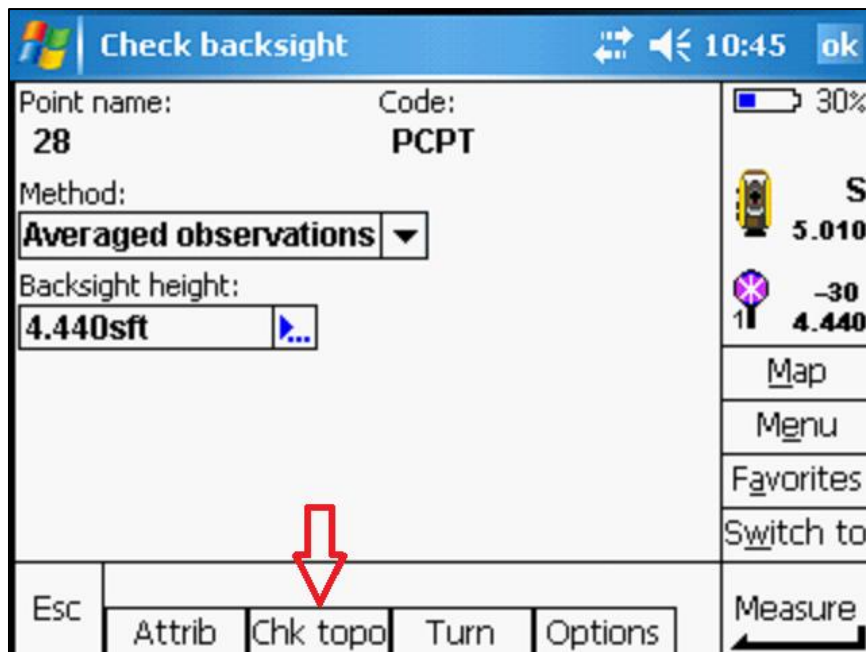 Check backsight 10:45 ok
Point name: Code: 30%
28 PCPT
Method: S
Averaged observations 5.010
Backsight height: -30
4.440sft 1 4.440
Map
Menu
Favorites
Switch to
Esc Attrib Chk topo Turn Options Measure